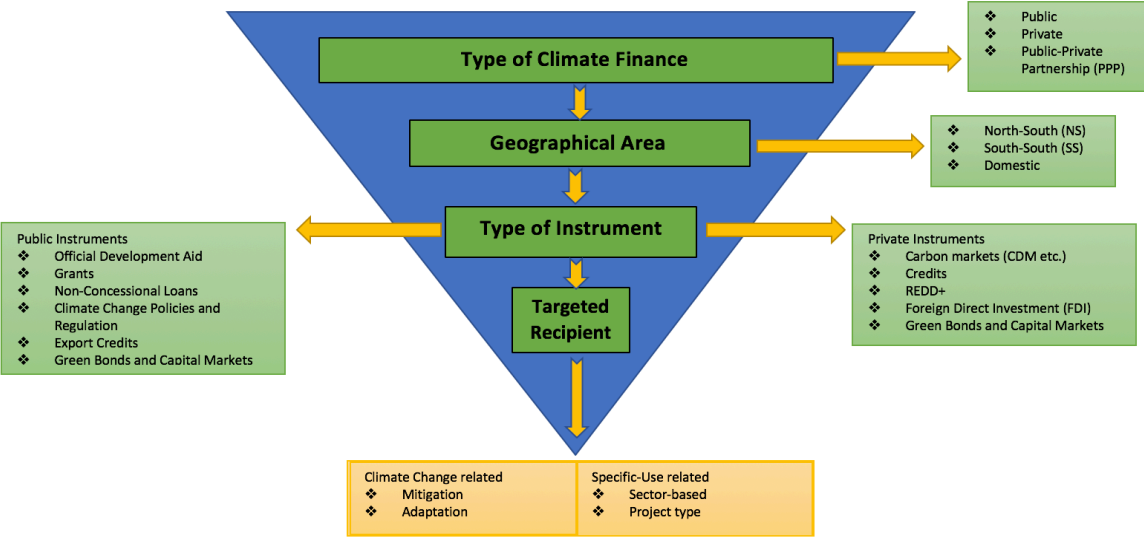 Type of Climate Finance
❖ Public
❖ Private
❖ Public-Private
Partnership (PPP)
Geographical Area
❖ North-South (NS)
❖ South-South (SS)
❖ Domestic
Type of Instrument
Public Instruments
❖ Official Development Aid
❖ Grants
❖ Non-Concessional Loans
❖ Climate Change Policies and
Regulation
❖ Export Credits
❖ Green Bonds and Capital Markets
Private Instruments
❖ Carbon markets (CDM etc.)
❖ Credits
❖ REDD+
❖ Foreign Direct Investment (FDI)
❖ Green Bonds and Capital Markets
Targeted
Recipient
Climate Change related
❖ Mitigation
❖ Adaptation
Specific-Use related
❖ Sector-based
❖ Project type